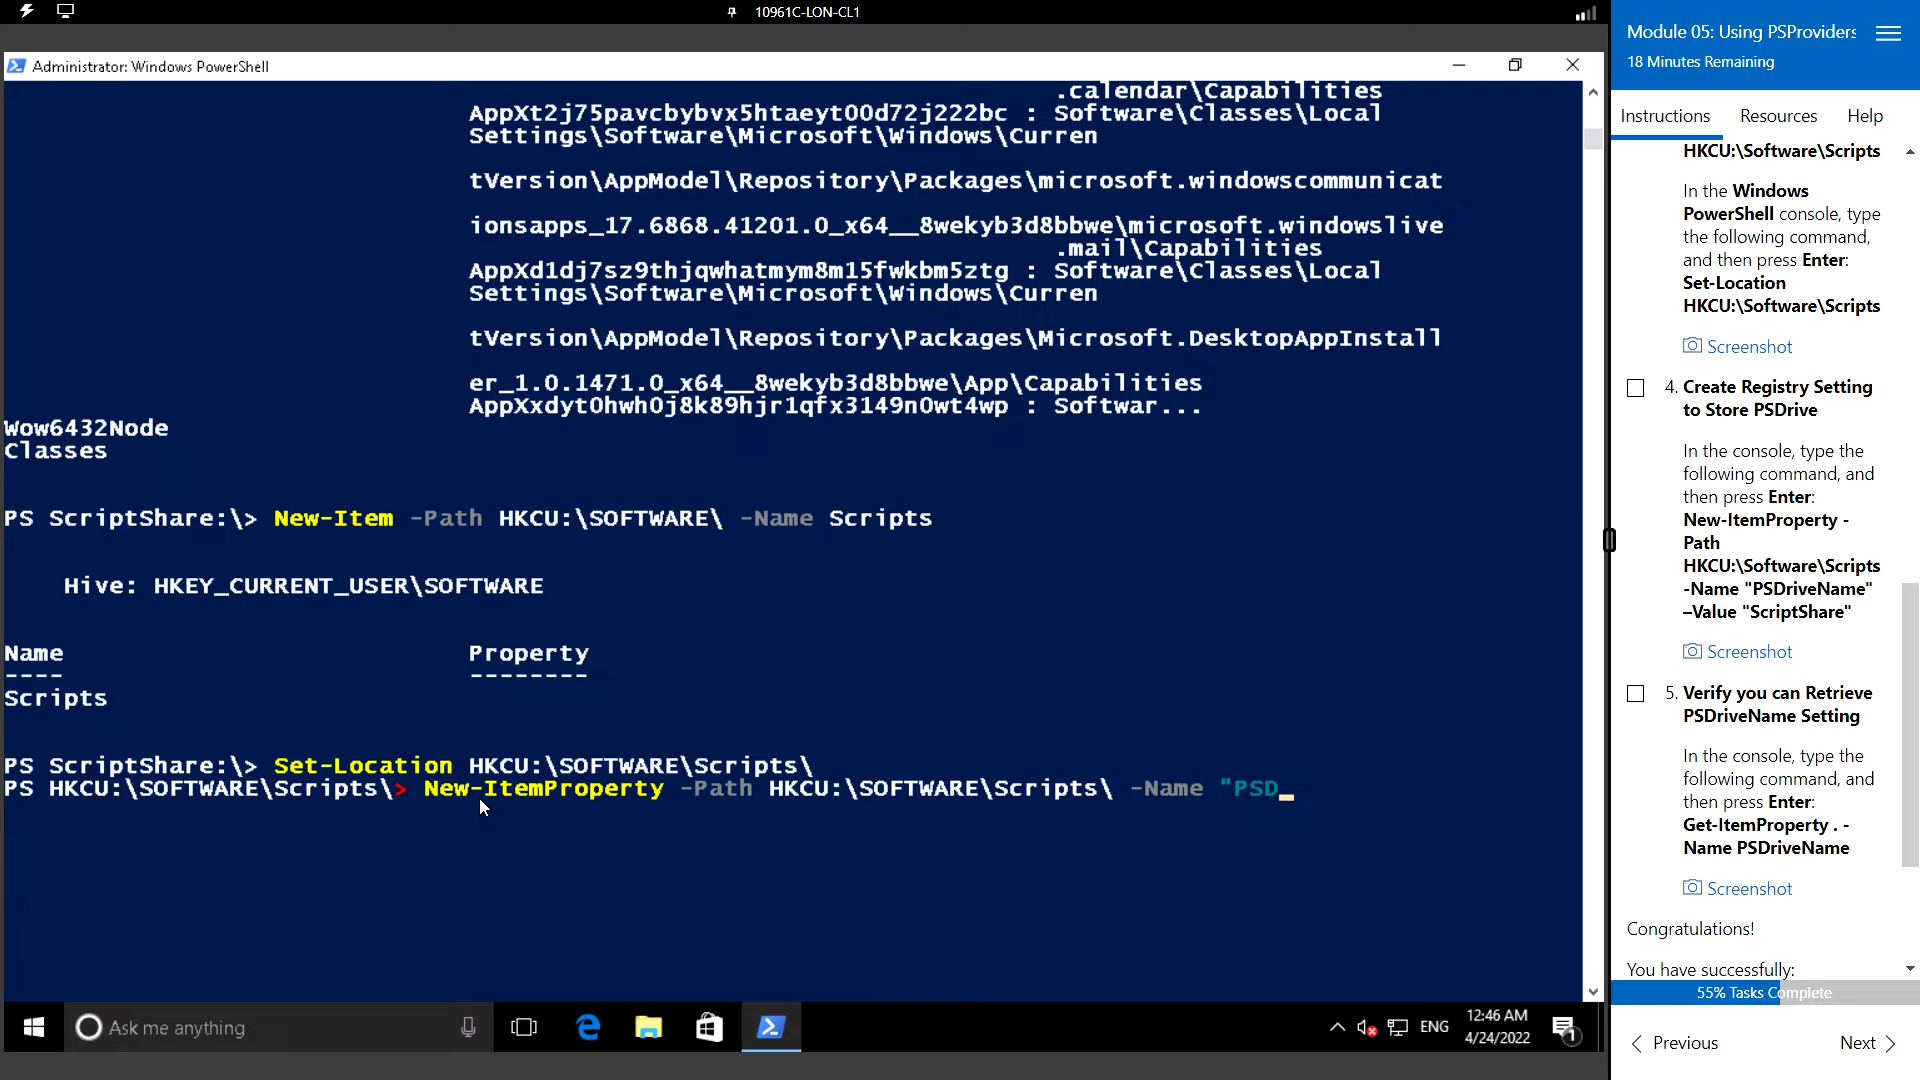 10961C-LON-CL1
Administrator: Windows PowerShell
.calendar\Capabilities
AppXt2j75pavcbybvx5htaeyt00d72j222bc : Software\Classes\Local
Settings\Software\Microsoft\Windows\Curren
tVersion\AppModel\Repository\Packages\microsoft.windowscommunicat
ionsapps_17.6868.41201.0_x64__8wekyb3d8bbwe\microsoft.windowslive
.mail\Capabilities
AppXd1dj7sz9thjqwhatmym8m15fwkbm5ztg : Software\Classes\Local
Settings\Software\Microsoft\Windows\Curren
tVersion\AppModel\Repository\Packages\Microsoft.DesktopAppInstall
er_1.0.1471.0_x64__8wekyb3d8bbwe\App\Capabilities
AppXxdyt0hwh0j8k89hjr1qfx3149n0wt4wp : Softwar...
Wow6432Node
Classes
PS ScriptShare:\> New-Item -Path HKCU:\SOFTWARE\ -Name Scripts
Hive: HKEY_CURRENT_USER\SOFTWARE
Name Property
---- --------
Scripts
PS ScriptShare:\> Set-Location HKCU:\SOFTWARE\Scripts\
PS HKCU:\SOFTWARE\Scripts\> New-ItemProperty -Path HKCU:\SOFTWARE\Scripts\ -Name "PSD_
Ask me anything
ENG
12:46 AM
4/24/2022
1
Module 05: Using PSProviders
18 Minutes Remaining
Instructions Resources Help
HKCU:\Software\Scripts
In the Windows
PowerShell console, type
the following command,
and then press Enter:
Set-Location
HKCU:\Software\Scripts
Screenshot
4. Create Registry Setting
to Store PSDrive
In the console, type the
following command, and
then press Enter:
New-ItemProperty -
Path
HKCU:\Software\Scripts
-Name "PSDriveName"
–Value "ScriptShare"
Screenshot
5. Verify you can Retrieve
PSDriveName Setting
In the console, type the
following command, and
then press Enter:
Get-ItemProperty . -
Name PSDriveName
Screenshot
Congratulations!
You have successfully:
55% Tasks Complete
Previous Next